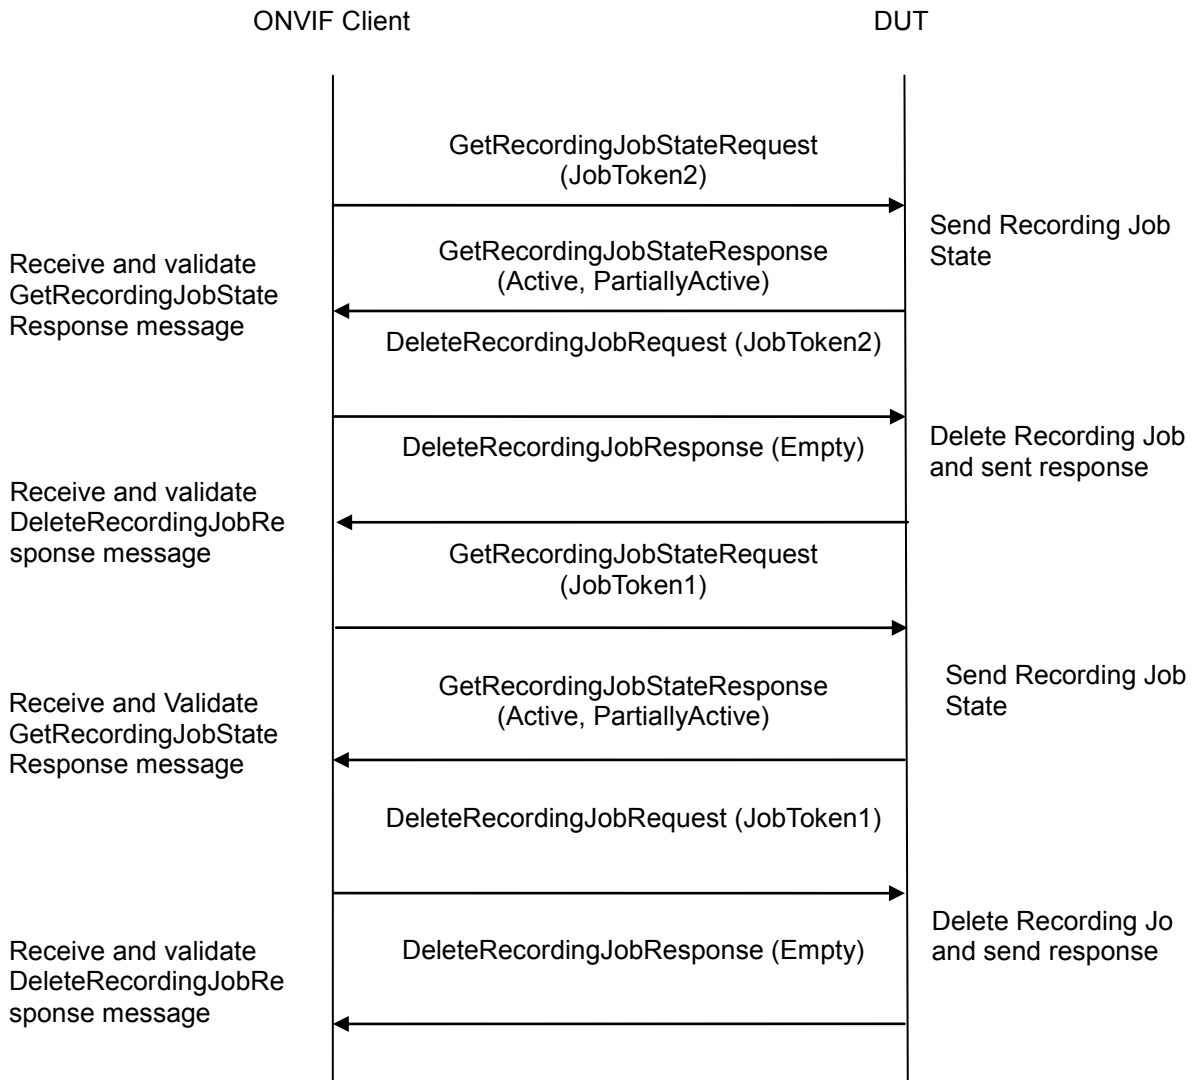 ONVIF Client
DUT
GetRecordingJobStateRequest
(JobToken2)
Send Recording Job
State
GetRecordingJobStateResponse
(Active, PartiallyActive)
Receive and validate
GetRecordingJobState
Response message
DeleteRecordingJobRequest (JobToken2)
DeleteRecordingJobResponse (Empty)
Delete Recording Job
and sent response
Receive and validate
DeleteRecordingJobRe
sponse message
GetRecordingJobStateRequest
(JobToken1)
Send Recording Job
State
GetRecordingJobStateResponse
(Active, PartiallyActive)
Receive and Validate
GetRecordingJobState
Response message
DeleteRecordingJobRequest (JobToken1)
Delete Recording Jo
and send response
DeleteRecordingJobResponse (Empty)
Receive and validate
DeleteRecordingJobRe
sponse message